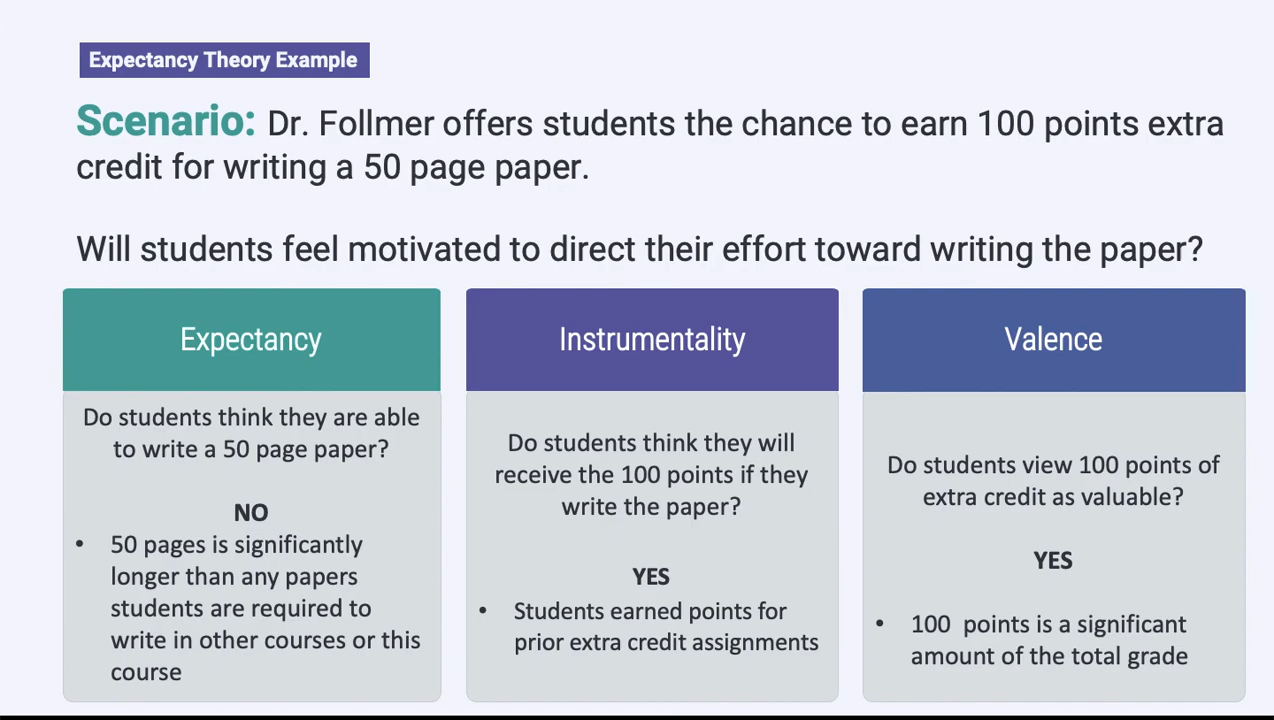 Expectancy Theory Example
Scenario: Dr. Follmer offers students the chance to earn 100 points extra
credit for writing a 50 page paper.
Will students feel motivated to direct their effort toward writing the paper?
Expectancy
Do students think they are able
to write a 50 page paper?
NO
• 50 pages is significantly
longer than any papers
students are required to
write in other courses or this
course
Instrumentality
Do students think they will
receive the 100 points if they
write the paper?
YES
• Students earned points for
prior extra credit assignments
Valence
Do students view 100 points of
extra credit as valuable?
YES
• 100 points is a significant
amount of the total grade